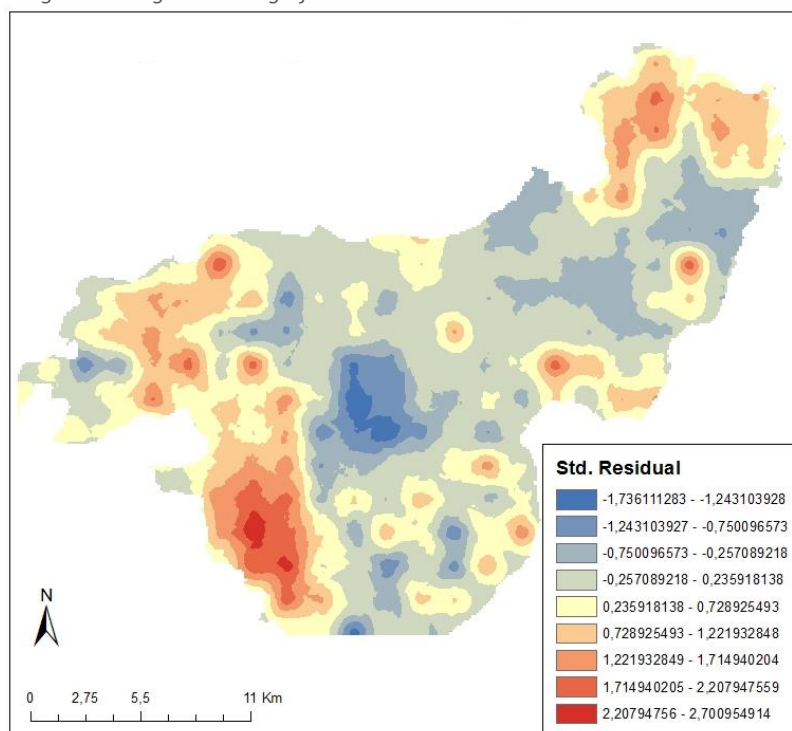 N
0 2,75 5,5 11 Km
Std. Residual
-1,736111283 - -1,243103928
-1,243103927 - -0,750096573
-0,750096573 - -0,257089218
-0,257089218 - 0,235918138
0,235918138 - 0,728925493
0,728925493 - 1,221932848
1,221932849 - 1,714940204
1,714940205 - 2,207947559
2,20794756 - 2,700954914